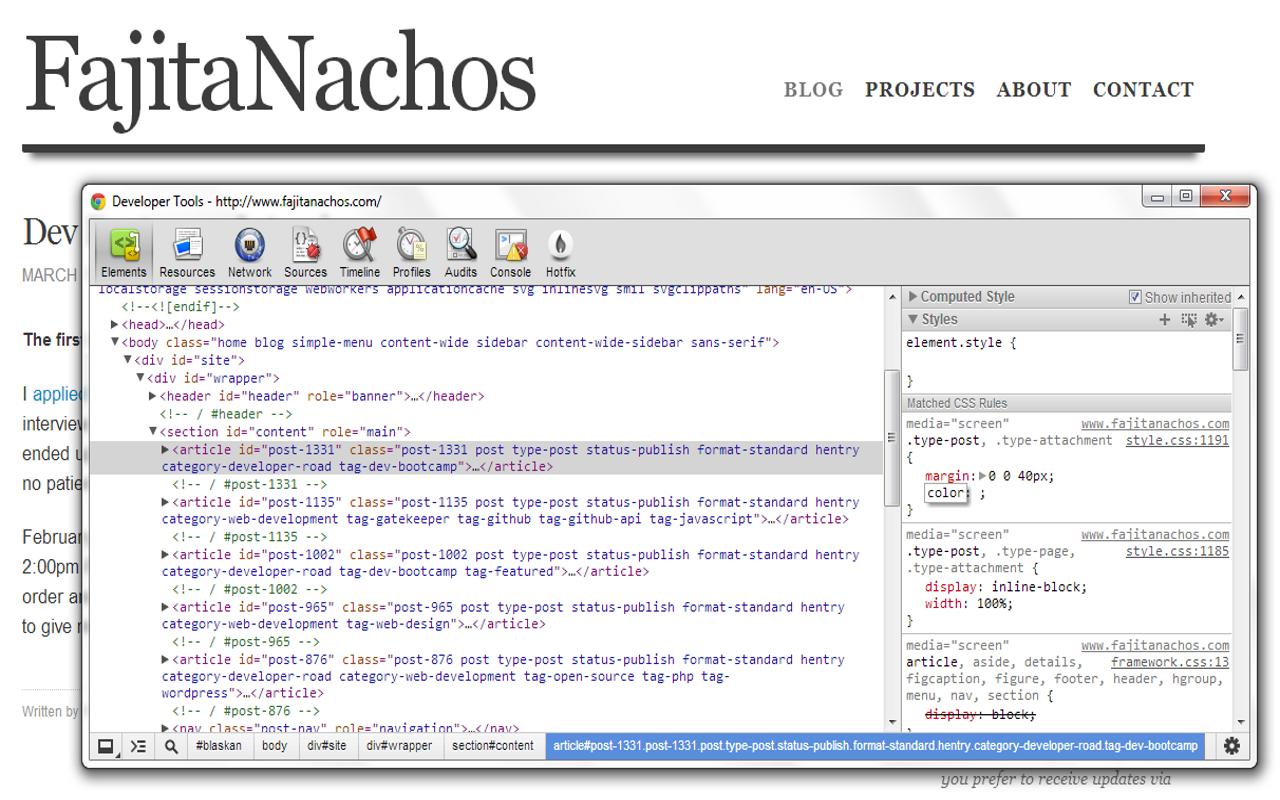 FajitaNachos
BLOG PROJECTS ABOUT CONTACT
Developer Tools - http://www.fajitanachos.com/
Dev
MARCH
The first
I applied
interview
ended u
no patie
Februar
2:00pm
order a
to give
Written by
Elements Resources Network Sources Timeline Profiles Audits Console Hotfix
localstorage sessionstorage webworkers applicationcache svg inlinesvg smil svgclippaths" lang="en-US">
<!--<![endif]-->
▶<head>…</head>
▼<body class="home blog simple-menu content-wide sidebar content-wide-sidebar sans-serif">
▼<div id="site">
▼<div id="wrapper">
▶<header id="header" role="banner">…</header>
<!-- / #header -->
▼<section id="content" role="main">
▶<article id="post-1331" class="post-1331 post type-post status-publish format-standard hentry
category-developer-road tag-dev-bootcamp">…</article>
<!-- / #post-1331 -->
▶<article id="post-1135" class="post-1135 post type-post status-publish format-standard hentry
category-web-development tag-gatekeeper tag-github tag-github-api tag-javascript">…</article>
<!-- / #post-1135 -->
▶<article id="post-1002" class="post-1002 post type-post status-publish format-standard hentry
category-developer-road tag-dev-bootcamp tag-featured">…</article>
<!-- / #post-1002 -->
▶<article id="post-965" class="post-965 post type-post status-publish format-standard hentry
category-web-development tag-web-design">…</article>
<!-- / #post-965 -->
▶<article id="post-876" class="post-876 post type-post status-publish format-standard hentry
category-developer-road category-web-development tag-open-source tag-php tag-
wordpress">…</article>
<!-- / #post-876 -->
▶<nav class="post-nav" role="navigation">…</nav>
▶ Computed Style Show inherited
▼ Styles
element.style {
}
Matched CSS Rules
media="screen" www.fajitanachos.com
.type-post, .type-attachment style.css:1191
{
margin:▶0 0 40px;
color: ;
}
media="screen" www.fajitanachos.com
.type-post, .type-page, style.css:1185
.type-attachment {
display: inline-block;
width: 100%;
}
media="screen" www.fajitanachos.com
article, aside, details, framework.css:13
figcaption, figure, footer, header, hgroup,
menu, nav, section {
display: block;
#blaskan body div#site div#wrapper section#content article#post-1331.post-1331.post.type-post.status-publish.format-standard.hentry.category-developer-road.tag-dev-bootcamp
you prefer to receive updates via